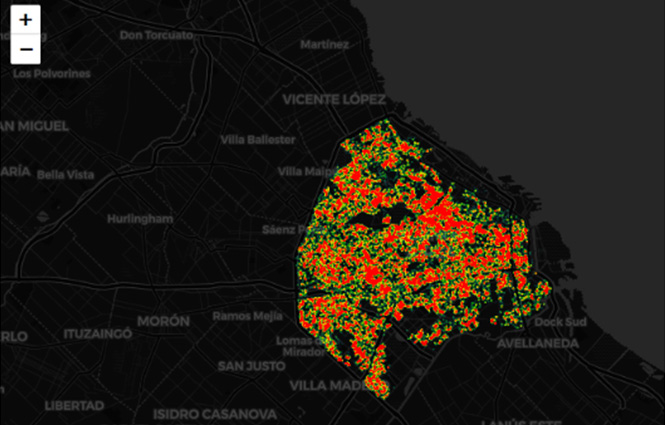 +
−
Don Torcuato
Martínez
Los Polvorines
VICENTE LÓPEZ
AN MIGUEL
Villa Ballester
ARÍA
Bella Vista
Villa Maip
Hurlingham
Sáenz P
MORÓN
Ramos Mejía
RLO
ITUZAINGÓ
Dock Sud
Lomas d
Mirador
AVELLANEDA
SAN JUSTO
VILLA MADE
LIBERTAD
ISIDRO CASANOVA
LANÚS ESTE